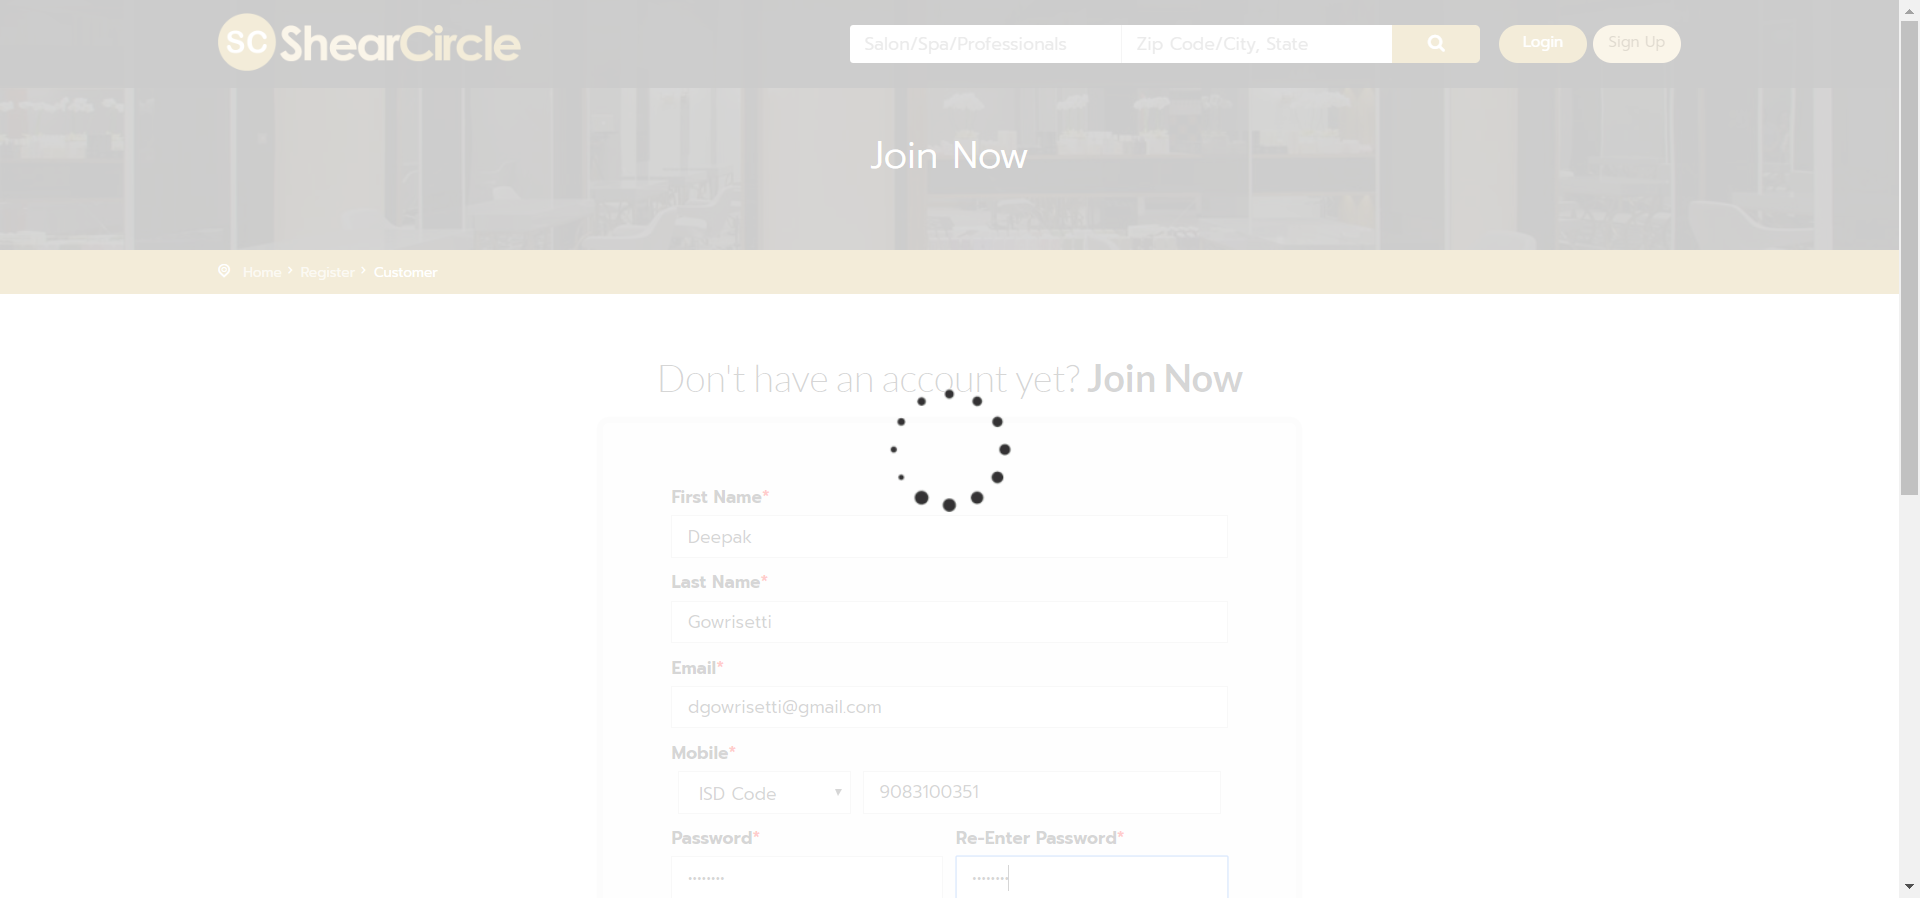 SC ShearCircle
Salon/Spa/Professionals
Zip Code/City, State
Login
Sign Up
Join Now
Home > Register > Customer
Don't have an account yet? Join Now
First Name*
Deepak
Last Name*
Gowrisetti
Email*
dgowrisetti@gmail.com
Mobile*
ISD Code
9083100351
Password*
Re-Enter Password*
••••••••
••••••••